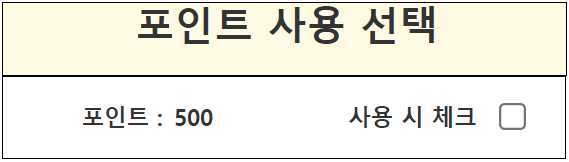 포인트 사용 선택
포인트 : 500 사용 시 체크